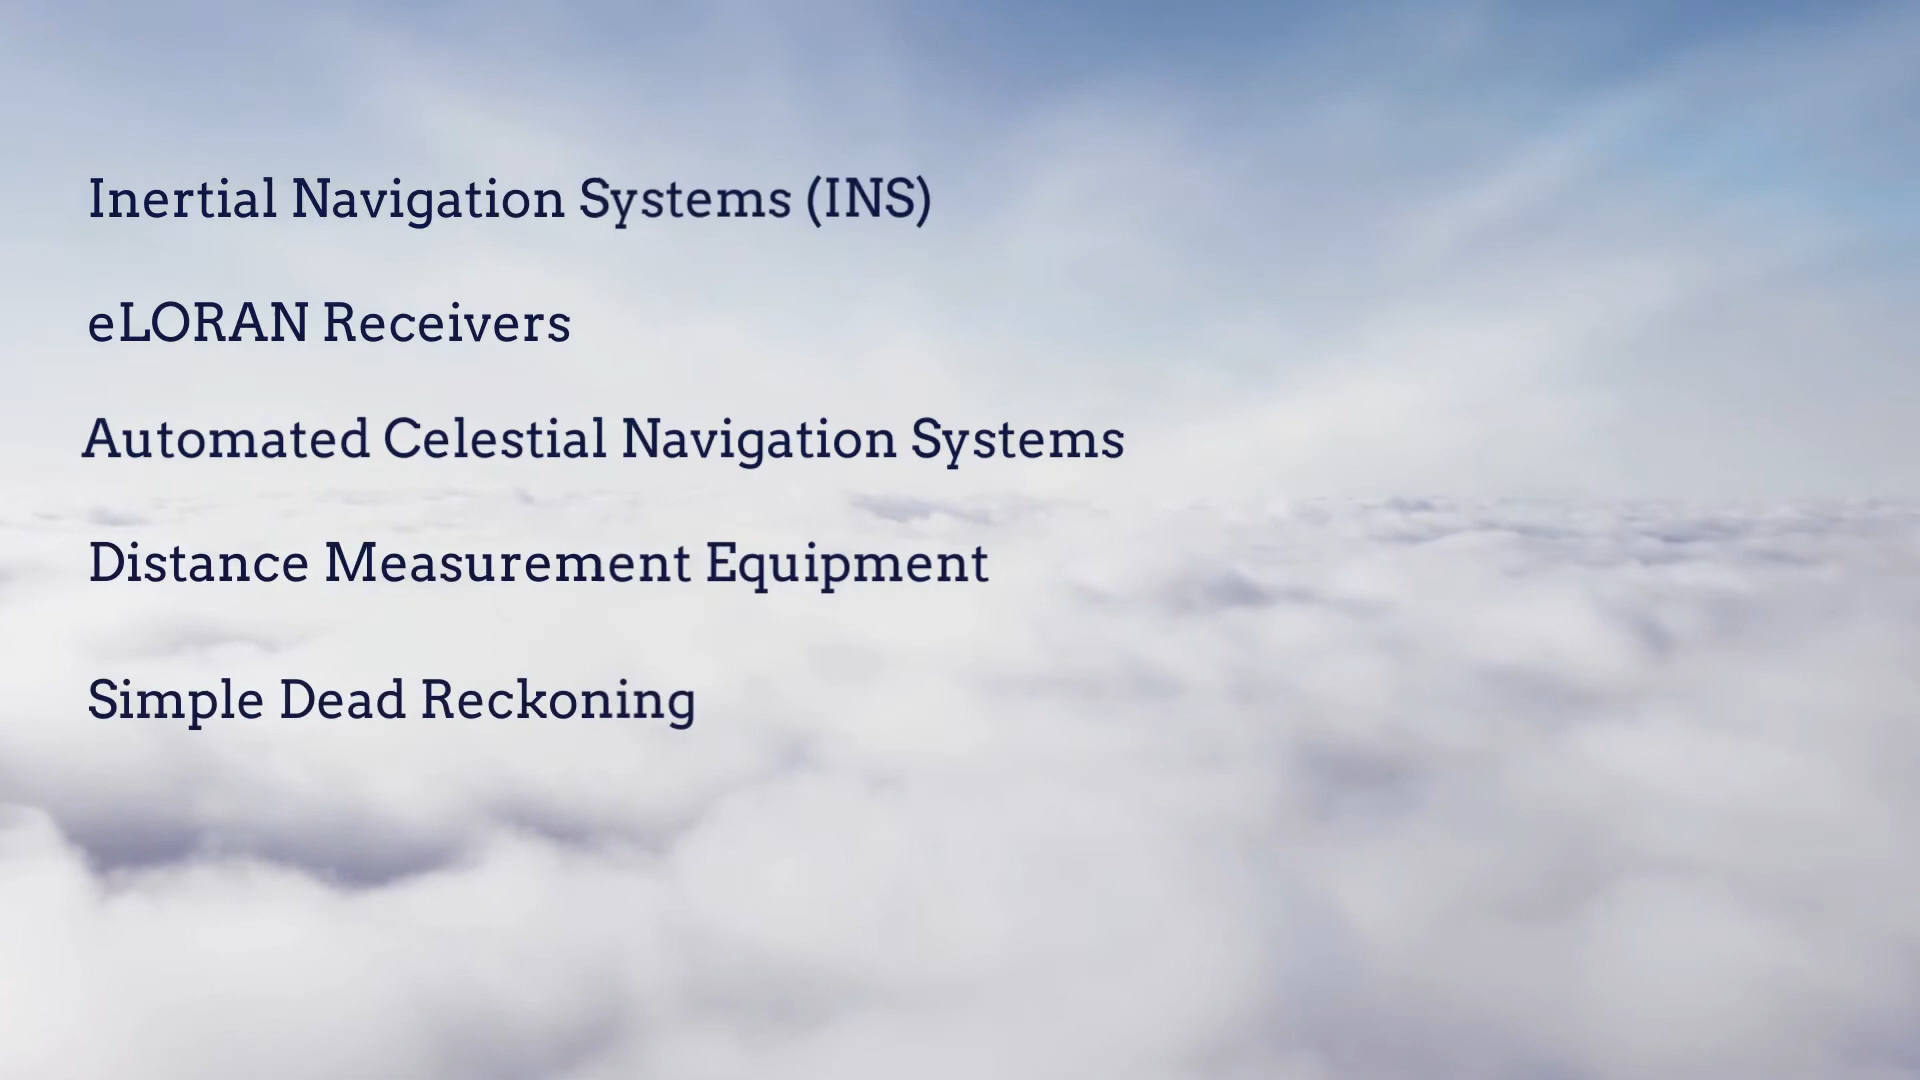 Inertial Navigation Systems (INS)
eLORAN Receivers
Automated Celestial Navigation Systems
Distance Measurement Equipment
Simple Dead Reckoning